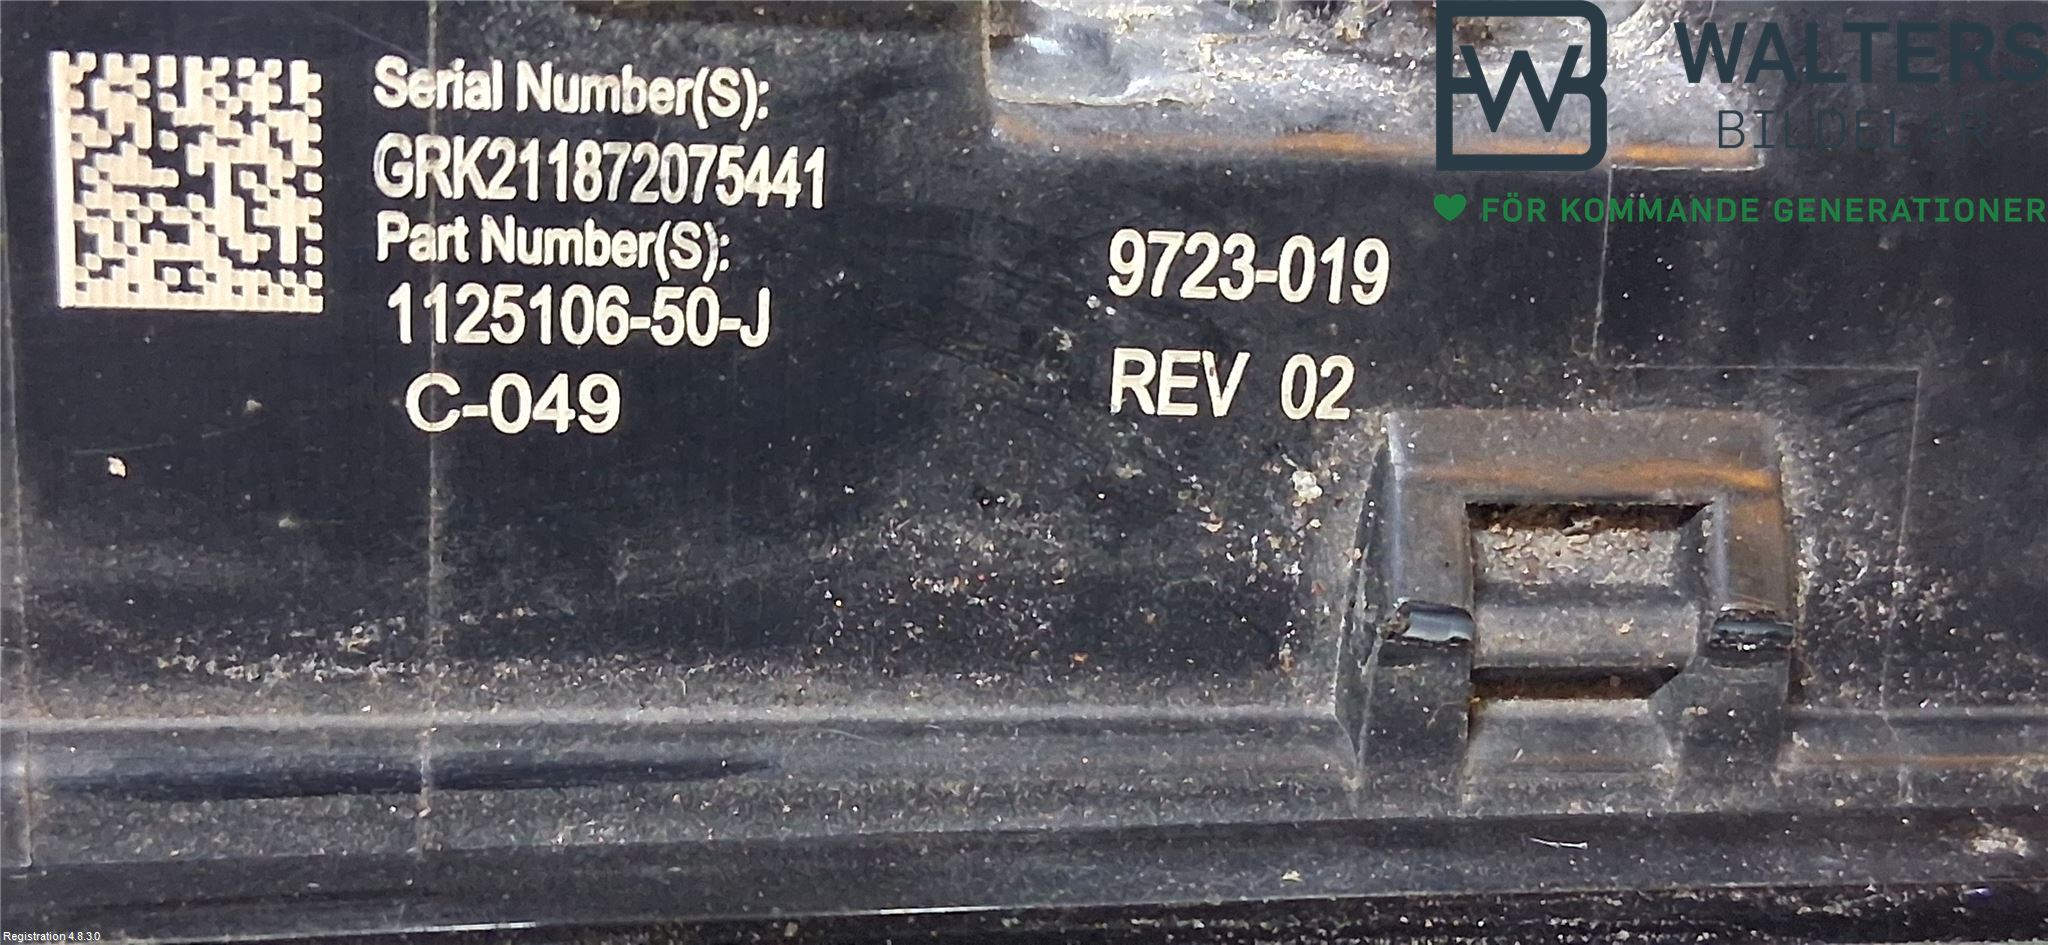 Serial Number(S):
GRK211872075441
Part Number(S):
1125106-50-J
C-049
9723-019
REV 02
WALTERS
BILDELAR
FÖR KOMMANDE GENERATIONER
Registration 4.8.3.0